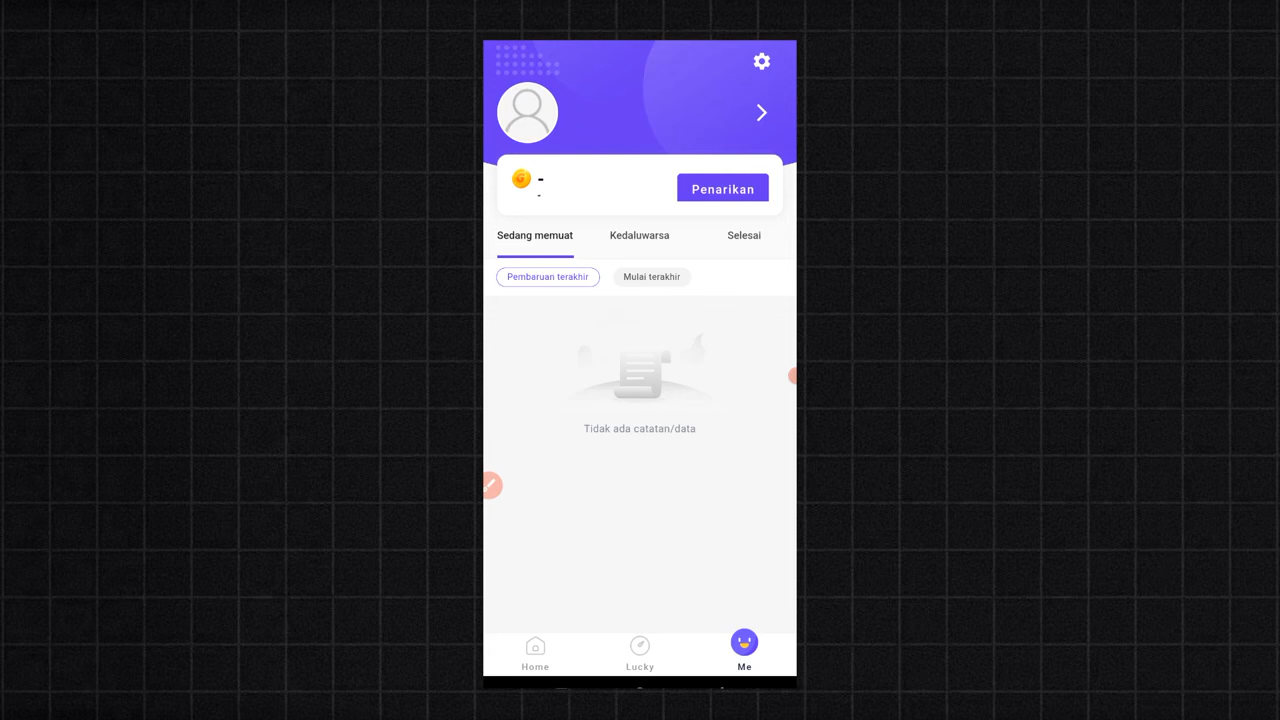 -
-
Penarikan
Sedang memuat Kedaluwarsa Selesai
Pembaruan terakhir Mulai terakhir
Tidak ada catatan/data
Home Lucky Me